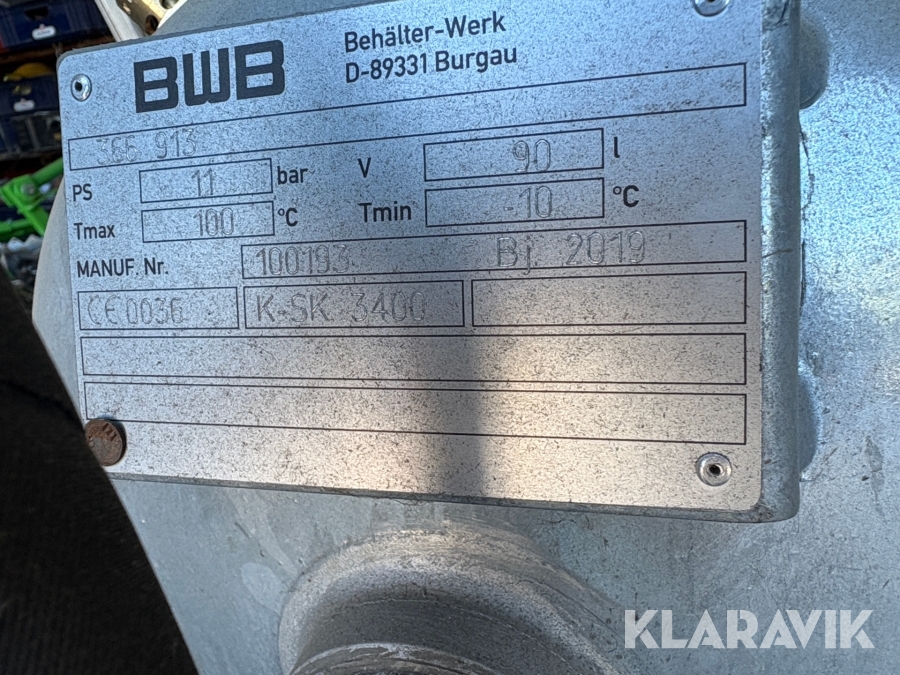 BWB
Behälter-Werk
D-89331 Burgau
366 913
PS 11 bar V 90 l
Tmax 100 °C Tmin -10 °C
MANUF. Nr. 100193 Bj. 2019
CE 0036 K-SK 3400
KLARAVIK